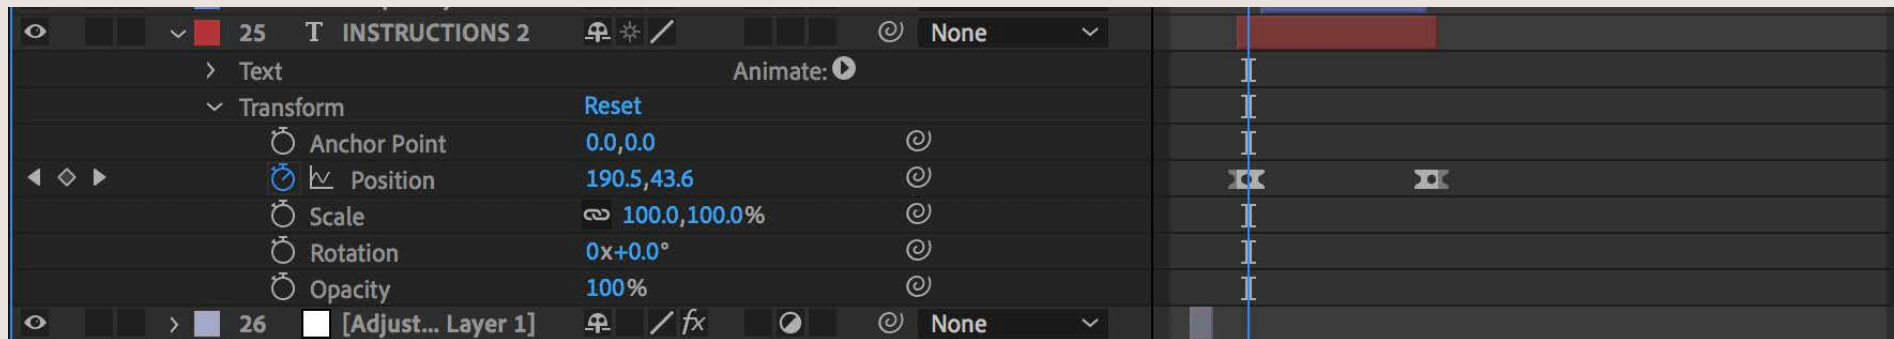 25 T INSTRUCTIONS 2 None
Text Animate:
Transform Reset
Anchor Point 0.0,0.0
Position 190.5,43.6
Scale 100.0,100.0%
Rotation 0x+0.0°
Opacity 100%
26 [Adjust... Layer 1] fx None